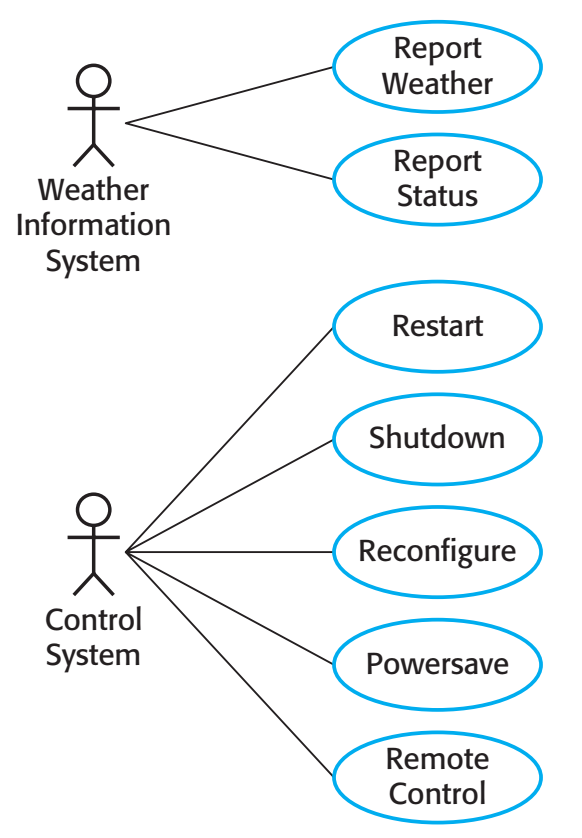 Report
Weather
Report
Status
Weather
Information
System
Restart
Shutdown
Reconfigure
Powersave
Remote
Control
Control
System